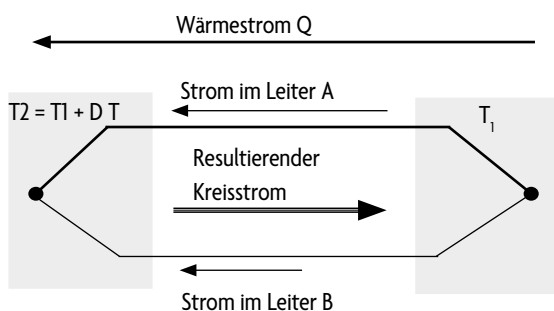 Wärmestrom Q
Strom im Leiter A
T2 = T1 + D T
T₁
Resultierender
Kreisstrom
Strom im Leiter B